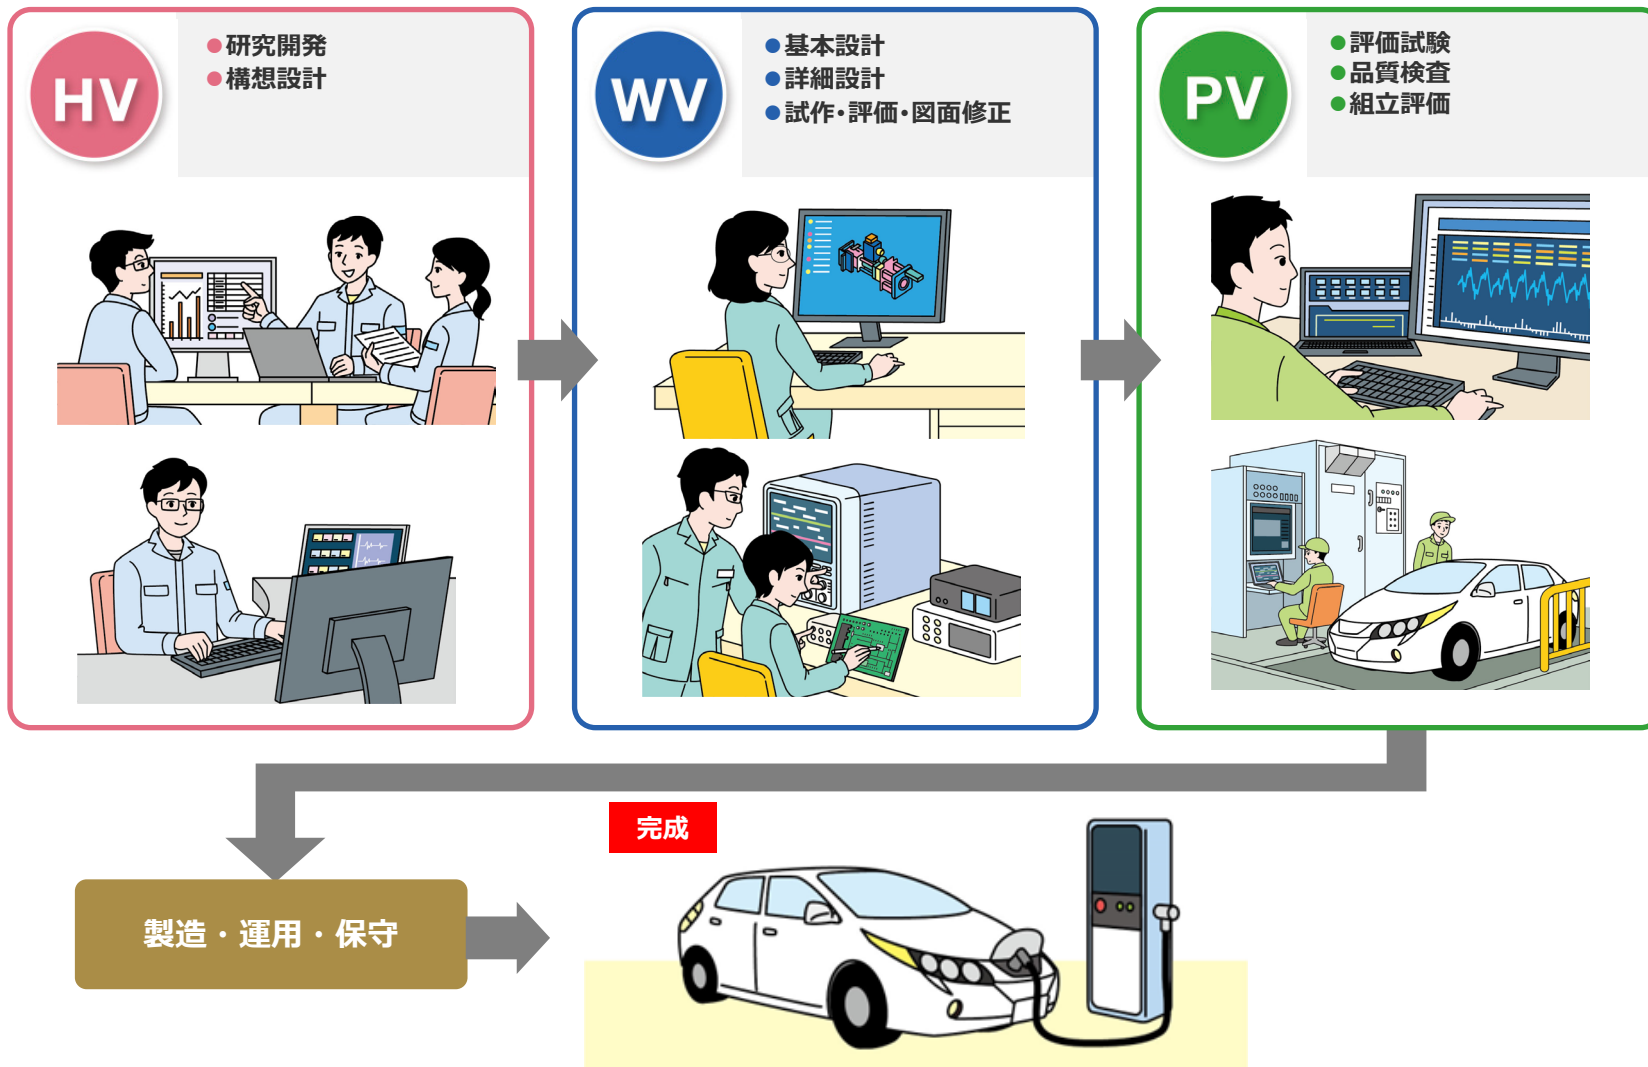 HV
●研究開発
●構想設計
WV
●基本設計
●詳細設計
●試作・評価・図面修正
PV
●評価試験
●品質検査
●組立評価
完成
製造・運用・保守